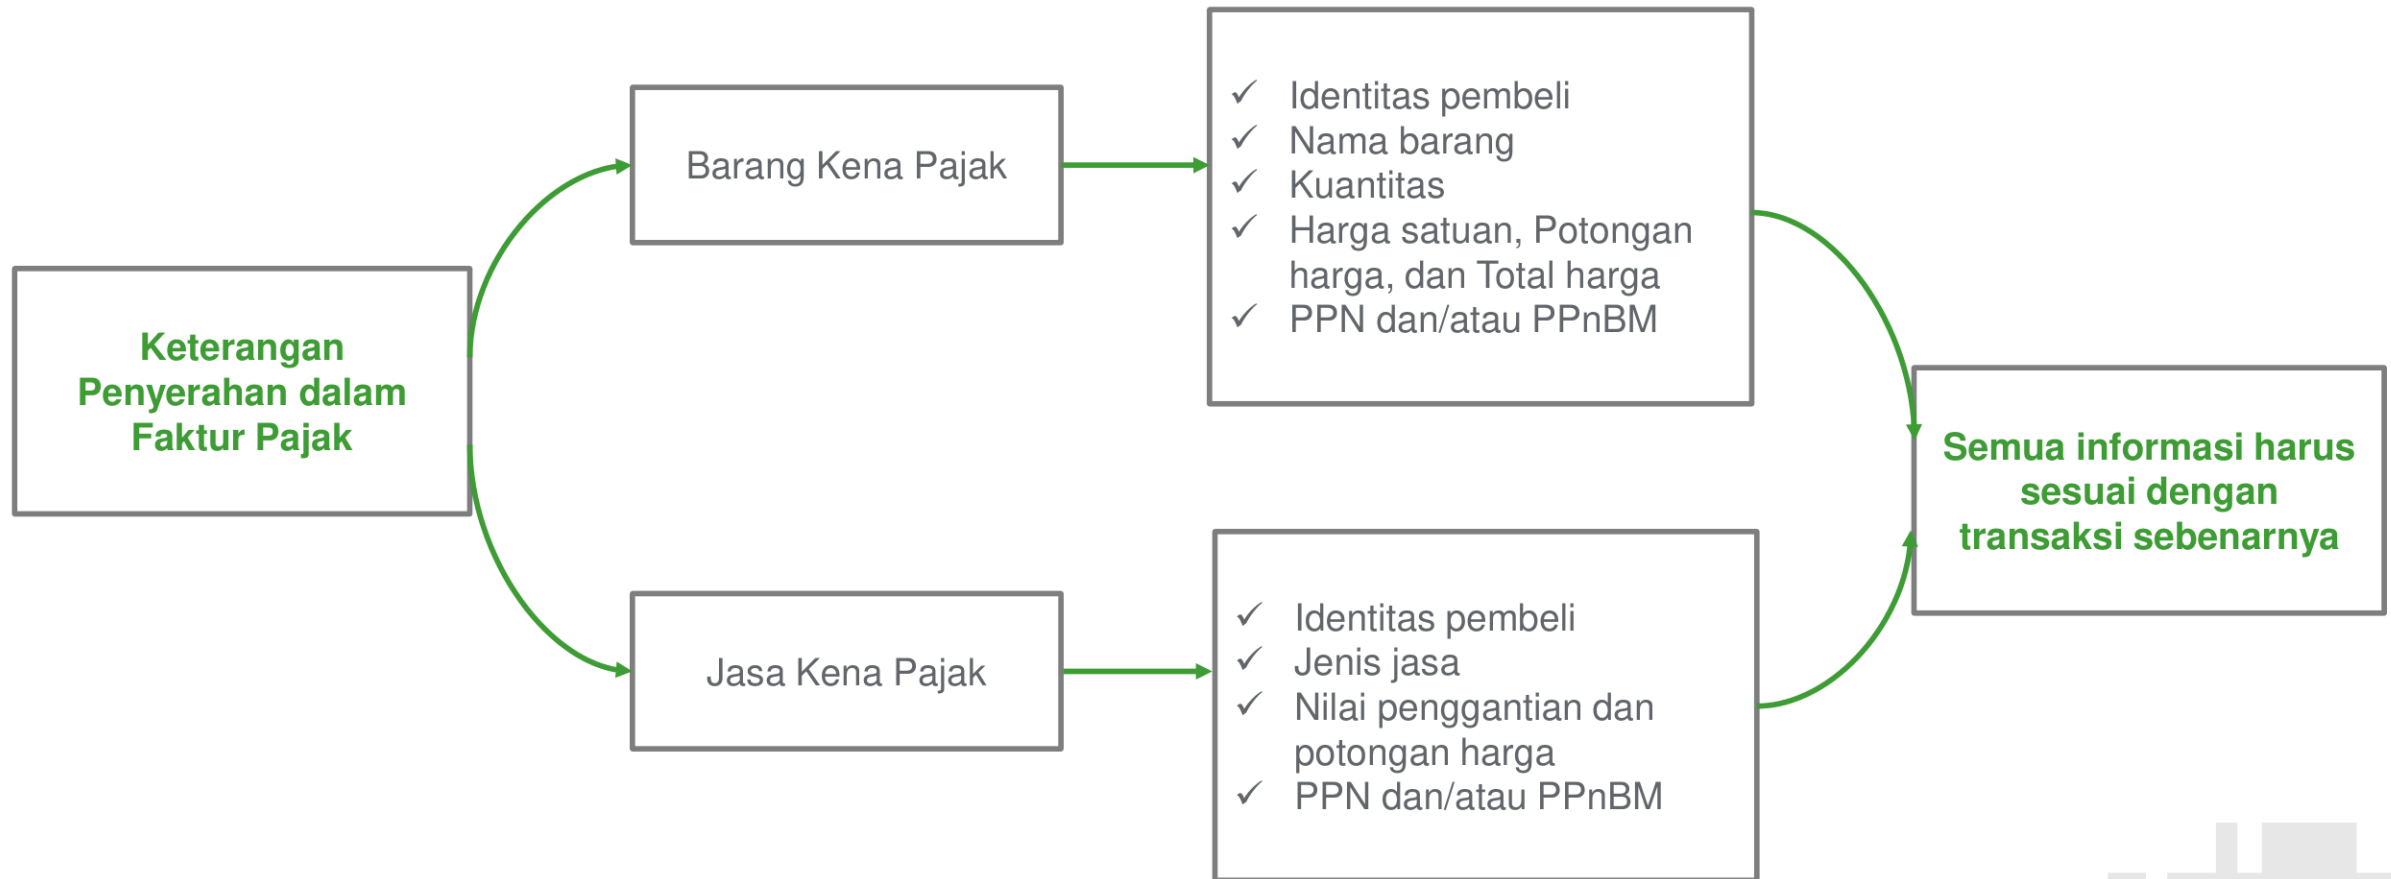 Keterangan
Penyerahan dalam
Faktur Pajak
Barang Kena Pajak
✓ Identitas pembeli
✓ Nama barang
✓ Kuantitas
✓ Harga satuan, Potongan
harga, dan Total harga
✓ PPN dan/atau PPnBM
Jasa Kena Pajak
✓ Identitas pembeli
✓ Jenis jasa
✓ Nilai penggantian dan
potongan harga
✓ PPN dan/atau PPnBM
Semua informasi harus
sesuai dengan
transaksi sebenarnya